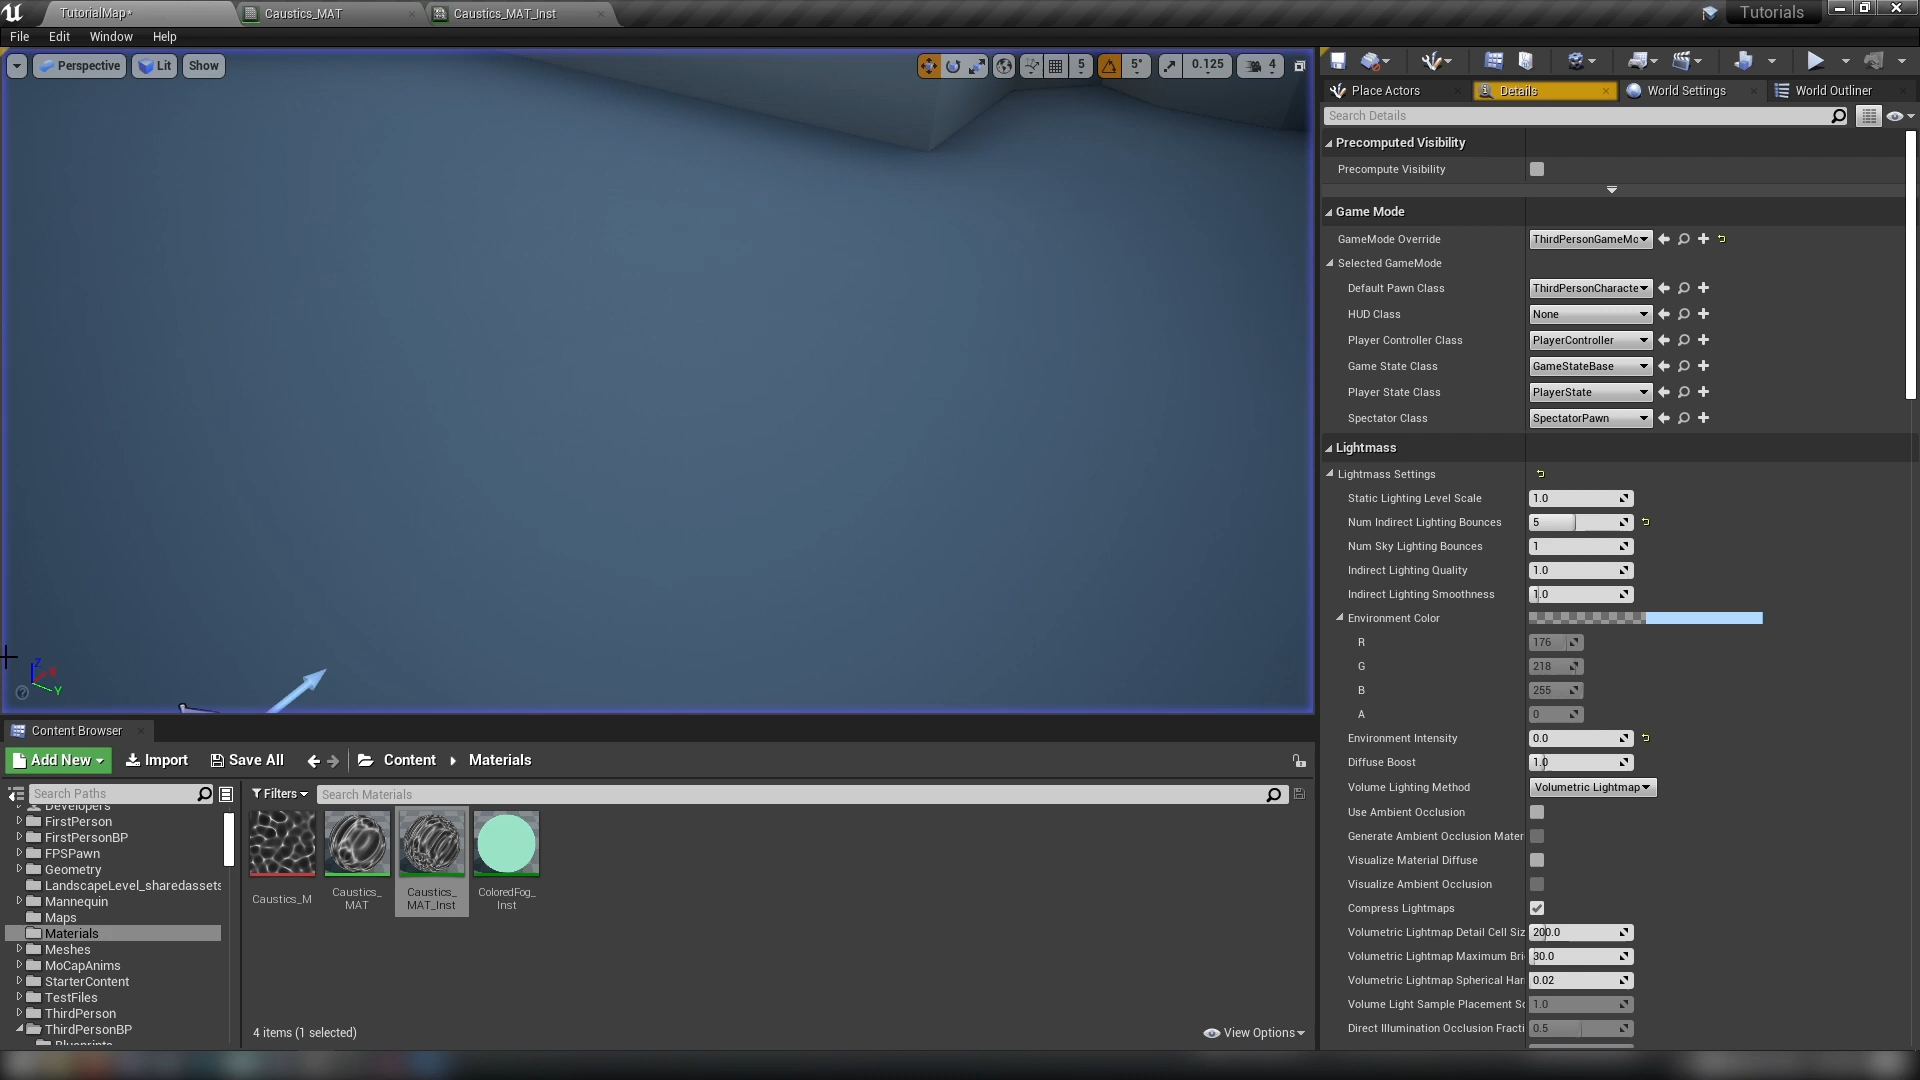 TutorialMap*
Caustics_MAT
Caustics_MAT_Inst
Tutorials
File Edit Window Help
Perspective Lit Show
5 5° 0.125 4
Place Actors
Details
World Settings
World Outliner
Search Details
Precomputed Visibility
Precompute Visibility
Game Mode
GameMode Override ThirdPersonGameMo
Selected GameMode
Default Pawn Class ThirdPersonCharacte
HUD Class None
Player Controller Class PlayerController
Game State Class GameStateBase
Player State Class PlayerState
Spectator Class SpectatorPawn
Lightmass
Lightmass Settings
Static Lighting Level Scale 1.0
Num Indirect Lighting Bounces 5
Num Sky Lighting Bounces 1
Indirect Lighting Quality 1.0
Indirect Lighting Smoothness 1.0
Environment Color
R 176
G 218
B 255
A 0
Environment Intensity 0.0
Diffuse Boost 1.0
Volume Lighting Method Volumetric Lightmap
Use Ambient Occlusion
Generate Ambient Occlusion Mater
Visualize Material Diffuse
Visualize Ambient Occlusion
Compress Lightmaps
Volumetric Lightmap Detail Cell Siz 200.0
Volumetric Lightmap Maximum Bri 30.0
Volumetric Lightmap Spherical Har 0.02
Volume Light Sample Placement Sc 1.0
Direct Illumination Occlusion Fracti 0.5
Z
X
Y
Content Browser
Add New Import Save All Content Materials
Search Paths
Filters
Search Materials
Developers
FirstPerson
FirstPersonBP
FPSPawn
Geometry
LandscapeLevel_sharedassets
Mannequin
Maps
Materials
Meshes
MoCapAnims
StarterContent
TestFiles
ThirdPerson
ThirdPersonBP
Blueprints
Caustics_M
Caustics_
MAT
Caustics_
MAT_Inst
ColoredFog_
Inst
4 items (1 selected)
View Options